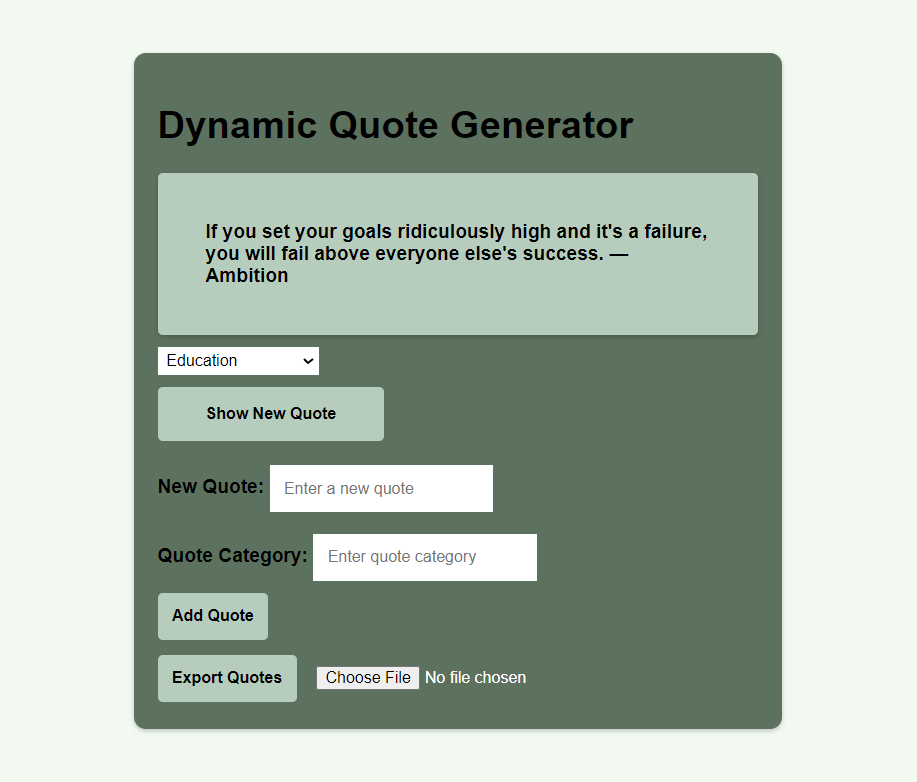 Dynamic Quote Generator
If you set your goals ridiculously high and it's a failure,
you will fail above everyone else's success. —
Ambition
Education
Show New Quote
New Quote: Enter a new quote
Quote Category: Enter quote category
Add Quote
Export Quotes Choose File No file chosen